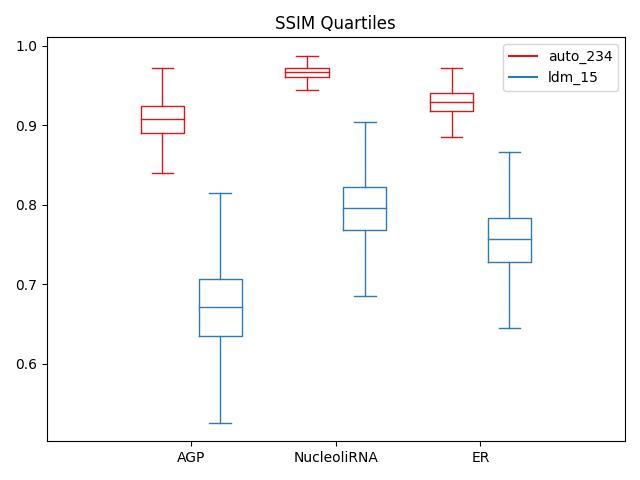 SSIM Quartiles
auto_234
ldm_15
1.0
0.9
0.8
0.7
0.6
AGP
NucleoliRNA
ER